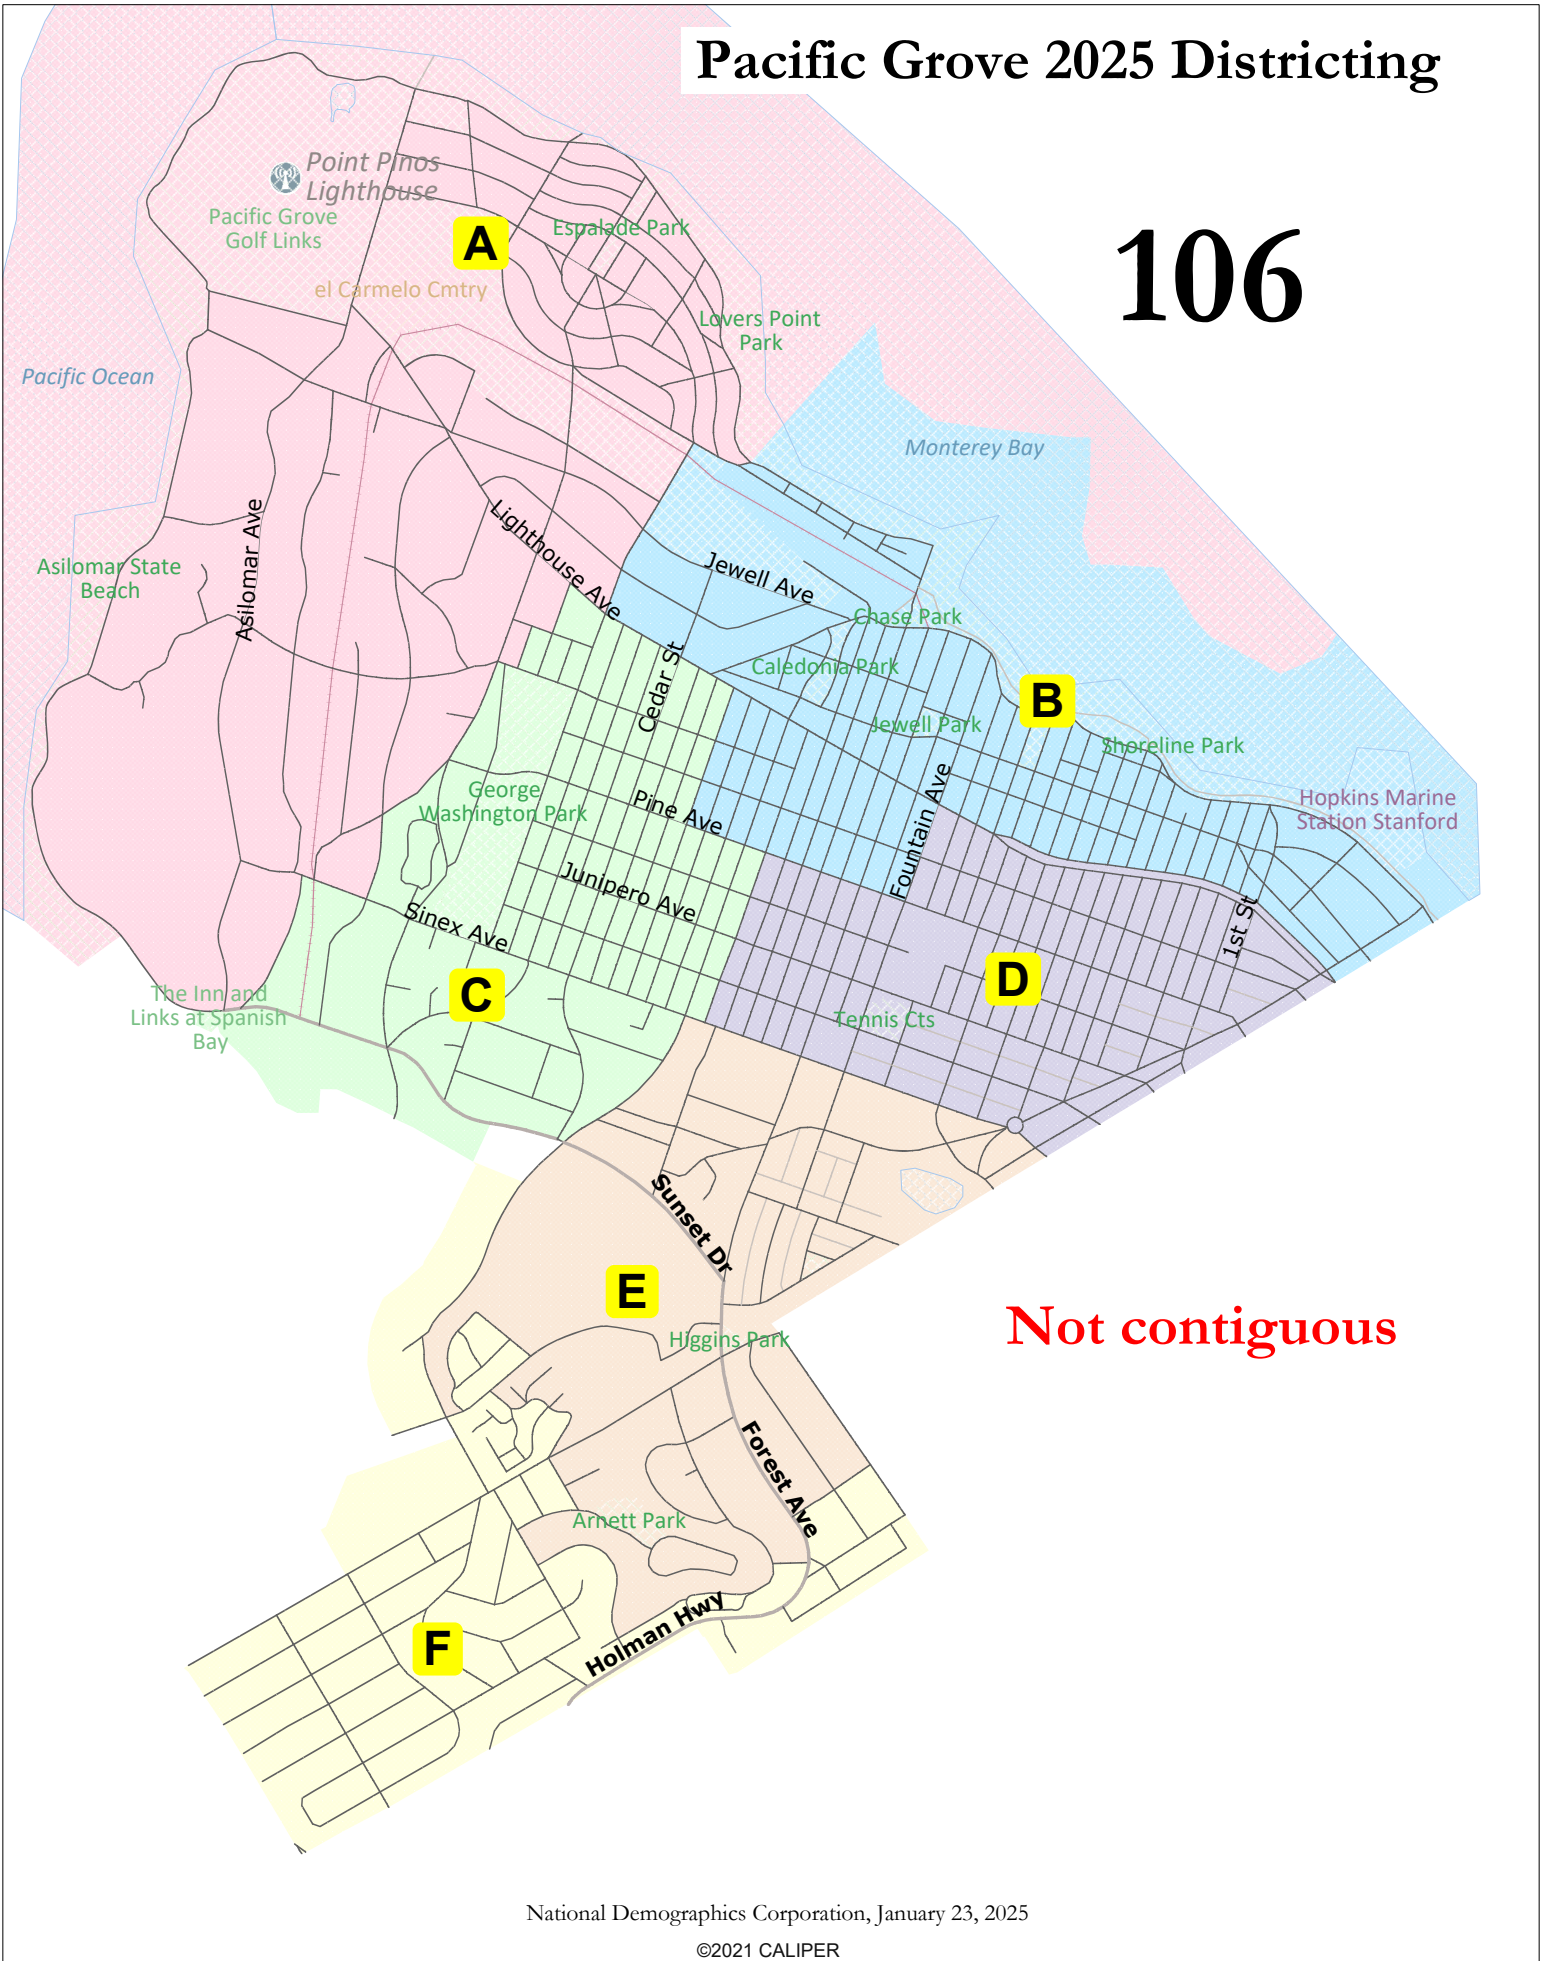 Pacific Grove 2025 Districting
106
Point Pinos
Lighthouse
Pacific Grove
Golf Links
A
Espalade Park
el Carmelo Cmtry
Lovers Point
Park
Pacific Ocean
Monterey Bay
Asilomar Ave
Lighthouse Ave
Jewell Ave
Asilomar State
Beach
Chase Park
Cedar St
Caledonia Park
B
Jewell Park
Shoreline Park
George
Washington Park
Pine Ave
Fountain Ave
Hopkins Marine
Station Stanford
Junipero Ave
Sinex Ave
1st St
C
D
The Inn and
Links at Spanish
Bay
Tennis Cts
Sunset Dr
E
Not contiguous
Higgins Park
Forest Ave
Arnett Park
F
Holman Hwy
National Demographics Corporation, January 23, 2025
©2021 CALIPER